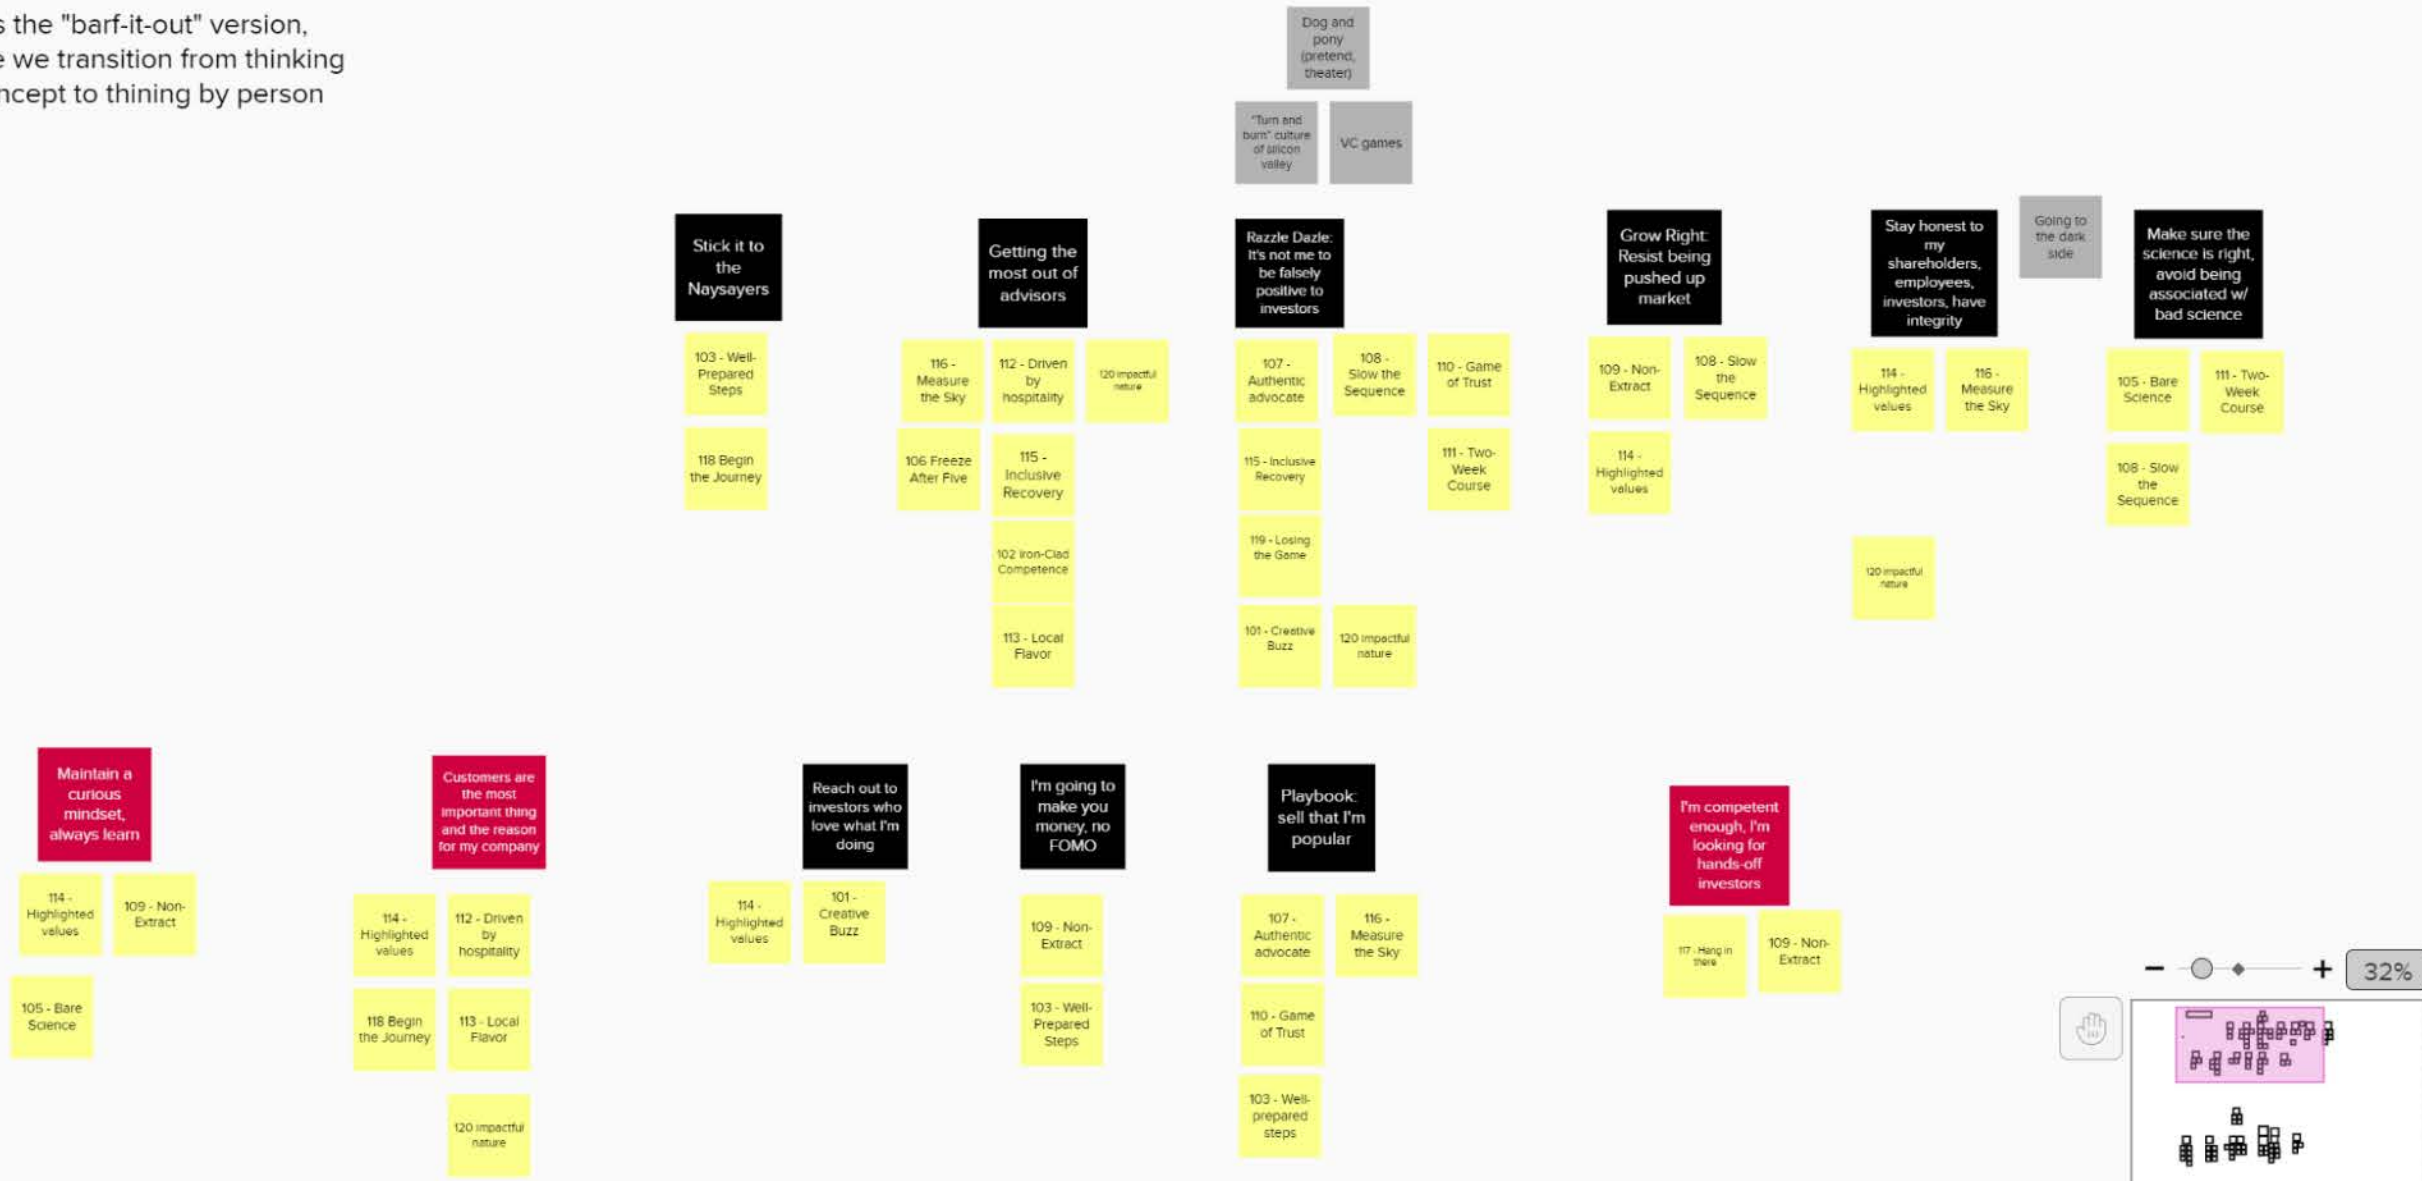 s the "barf-it-out" version,
e we transition from thinking
ncept to thining by person
Dog and
pony
(pretend,
theater)
"Turn and
burn" culture
of silicon
valley
VC games
Stick it to
the
Naysayers
103 - Well-
Prepared
Steps
118 Begin
the Journey
Getting the
most out of
advisors
116 -
Measure
the Sky
112 - Driven
by
hospitality
120 impactful
nature
106 Freeze
After Five
115 -
Inclusive
Recovery
102 Iron-Clad
Competence
113 - Local
Flavor
Razzle Dazle:
It's not me to
be falsely
positive to
investors
107 -
Authentic
advocate
108 -
Slow the
Sequence
110 - Game
of Trust
115 - Inclusive
Recovery
111 - Two-
Week
Course
119 - Losing
the Game
101 - Creative
Buzz
120 impactful
nature
Grow Right:
Resist being
pushed up
market
109 - Non-
Extract
108 - Slow
the
Sequence
114 -
Highlighted
values
Stay honest to
my
shareholders,
employees,
investors, have
integrity
114 -
Highlighted
values
116 -
Measure
the Sky
120 impactful
nature
Going to
the dark
side
Make sure the
science is right,
avoid being
associated w/
bad science
105 - Bare
Science
111 - Two-
Week
Course
108 - Slow
the
Sequence
Maintain a
curious
mindset,
always learn
114 -
Highlighted
values
109 - Non-
Extract
105 - Bare
Science
Customers are
the most
important thing
and the reason
for my company
114 -
Highlighted
values
112 - Driven
by
hospitality
118 Begin
the Journey
113 - Local
Flavor
120 impactful
nature
Reach out to
investors who
love what I'm
doing
114 -
Highlighted
values
101 -
Creative
Buzz
I'm going to
make you
money, no
FOMO
109 - Non-
Extract
103 - Well-
Prepared
Steps
Playbook:
sell that I'm
popular
107 -
Authentic
advocate
116 -
Measure
the Sky
110 - Game
of Trust
103 - Well-
prepared
steps
I'm competent
enough, I'm
looking for
hands-off
investors
117 - Hang in
there
109 - Non-
Extract
32%